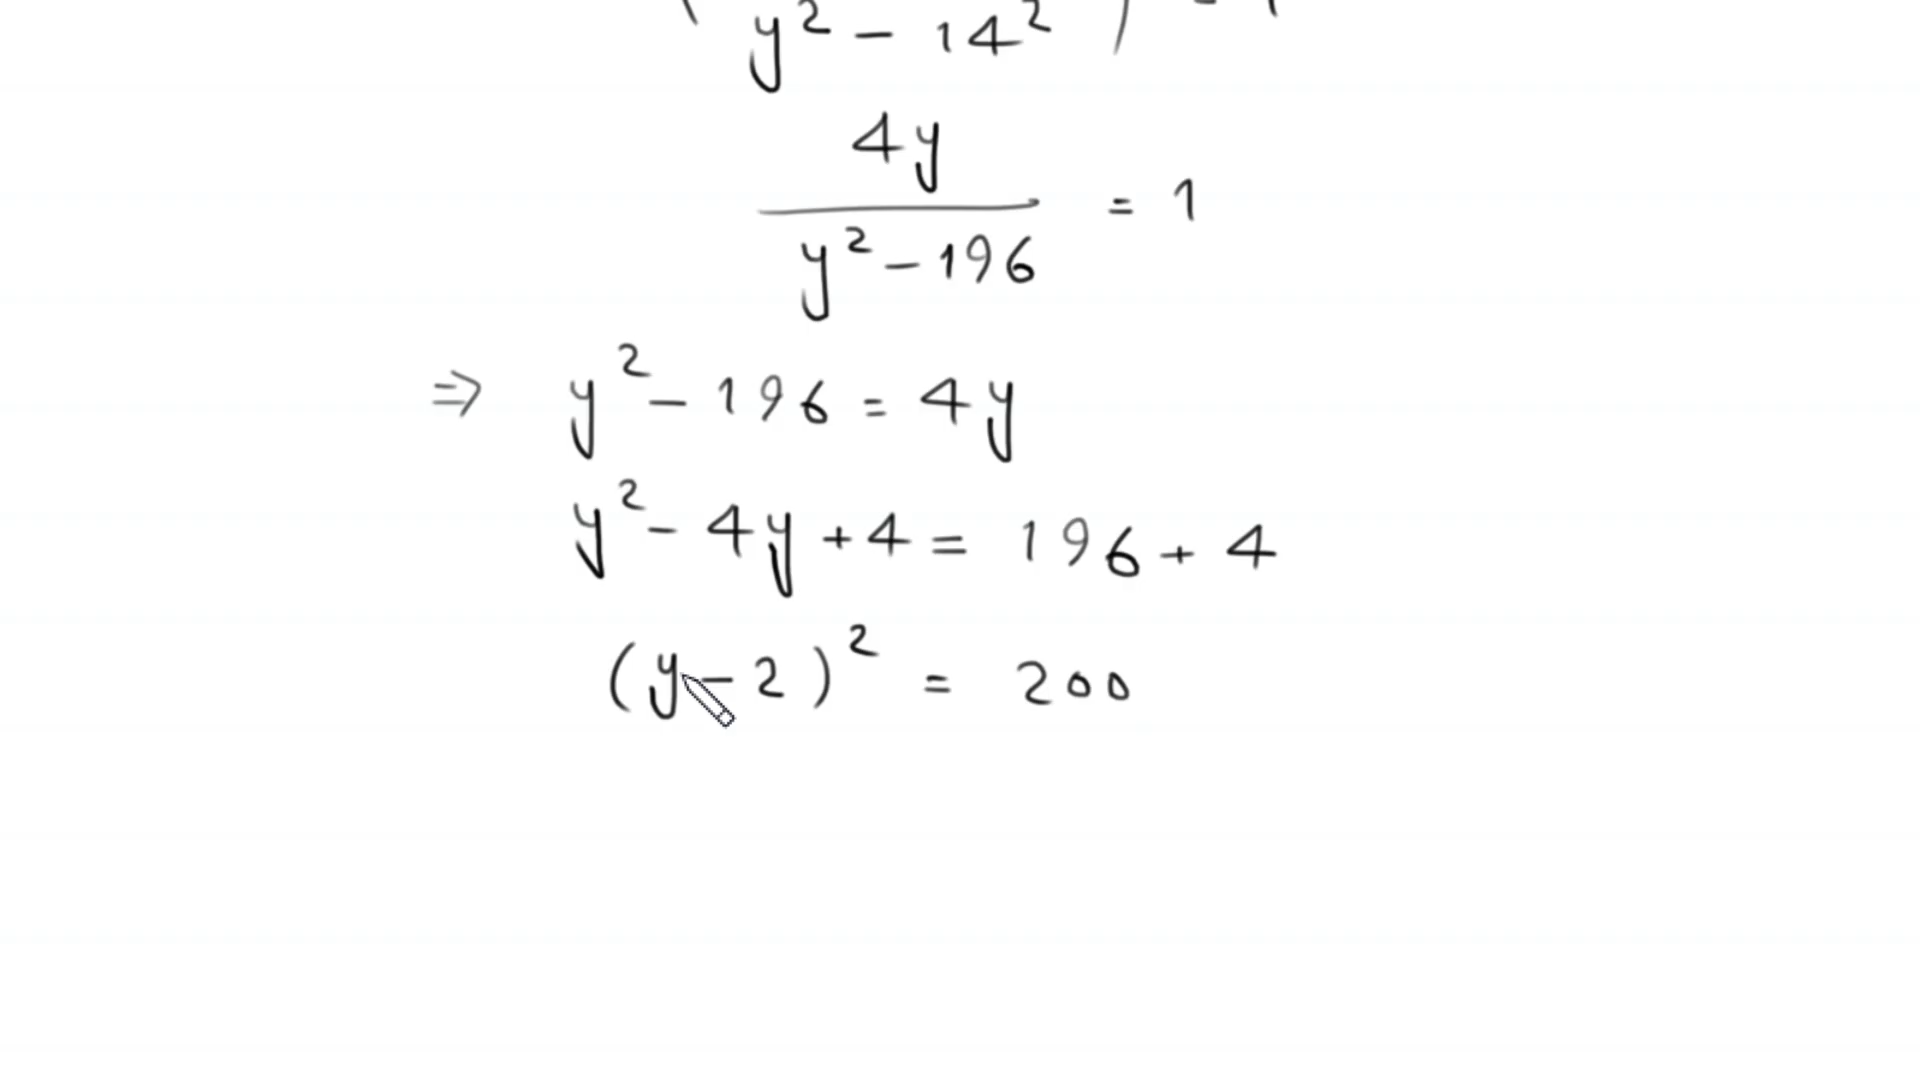 y² - 14² )
4y
y² - 196 = 1
⇒ y² - 196 = 4y
y² - 4y + 4 = 196 + 4
(y - 2)² = 200